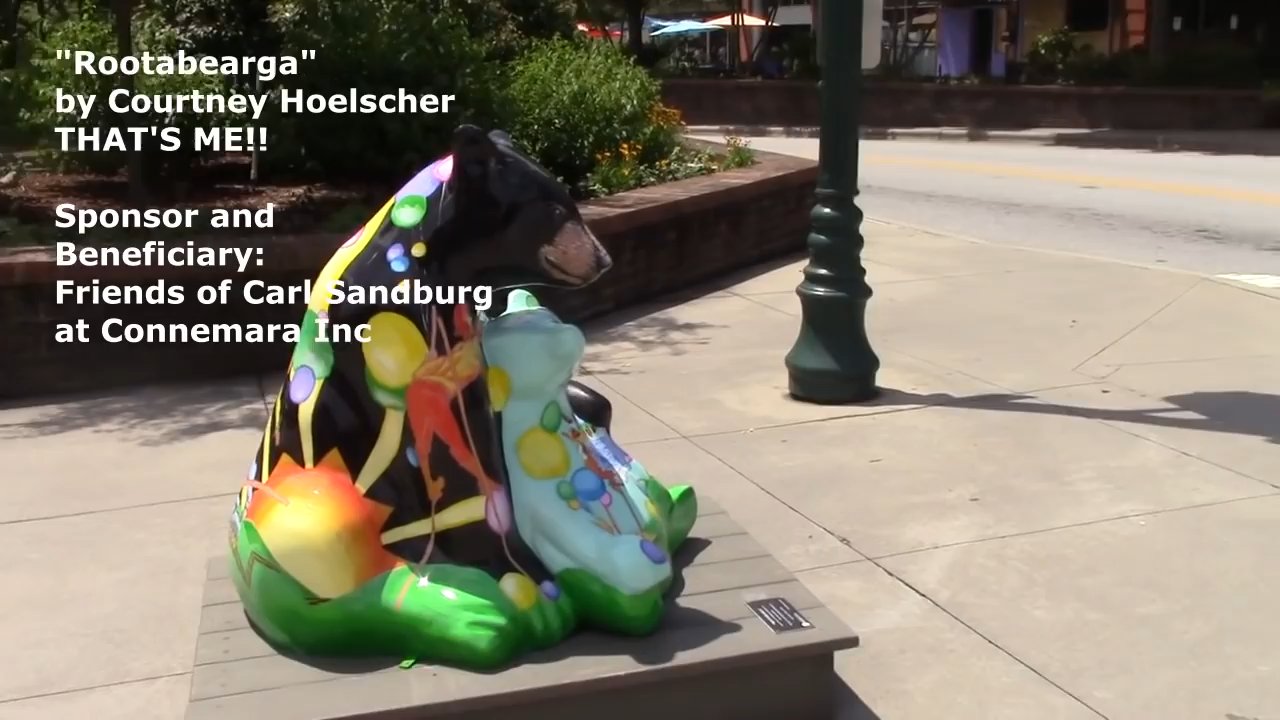 "Rootabearga"
by Courtney Hoelscher
THAT'S ME!!
Sponsor and
Beneficiary:
Friends of Carl Sandburg
at Connemara Inc